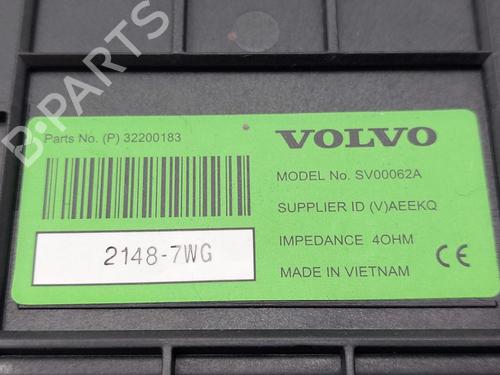 B-PARTS
Parts No. (P) 32200183
VOLVO
MODEL No. SV00062A
SUPPLIER ID (V)AEEKQ
2148-7WG
IMPEDANCE 4OHM
MADE IN VIETNAM
CE